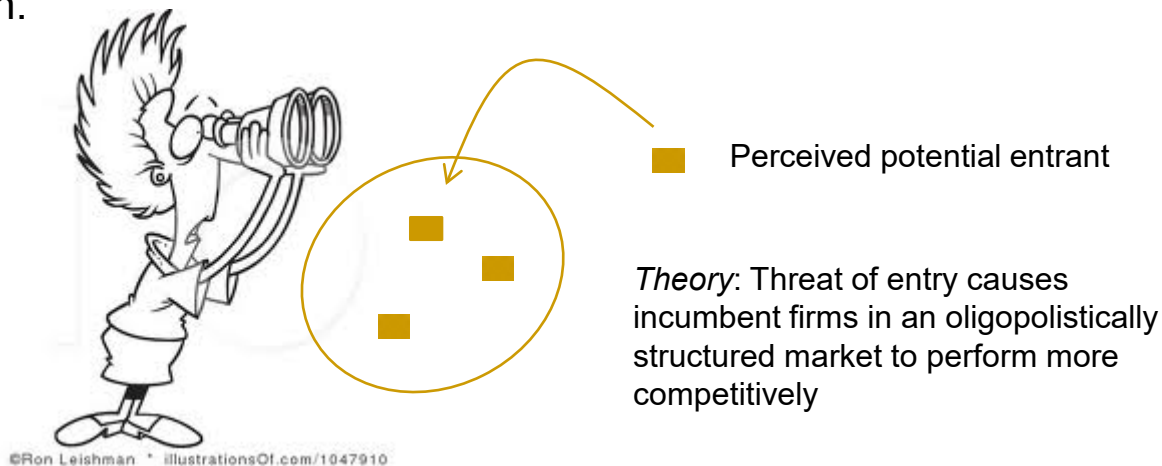 n.
Perceived potential entrant
Theory: Threat of entry causes
incumbent firms in an oligopolistically
structured market to perform more
competitively
©Ron Leishman * illustrationsOf.com/1047910